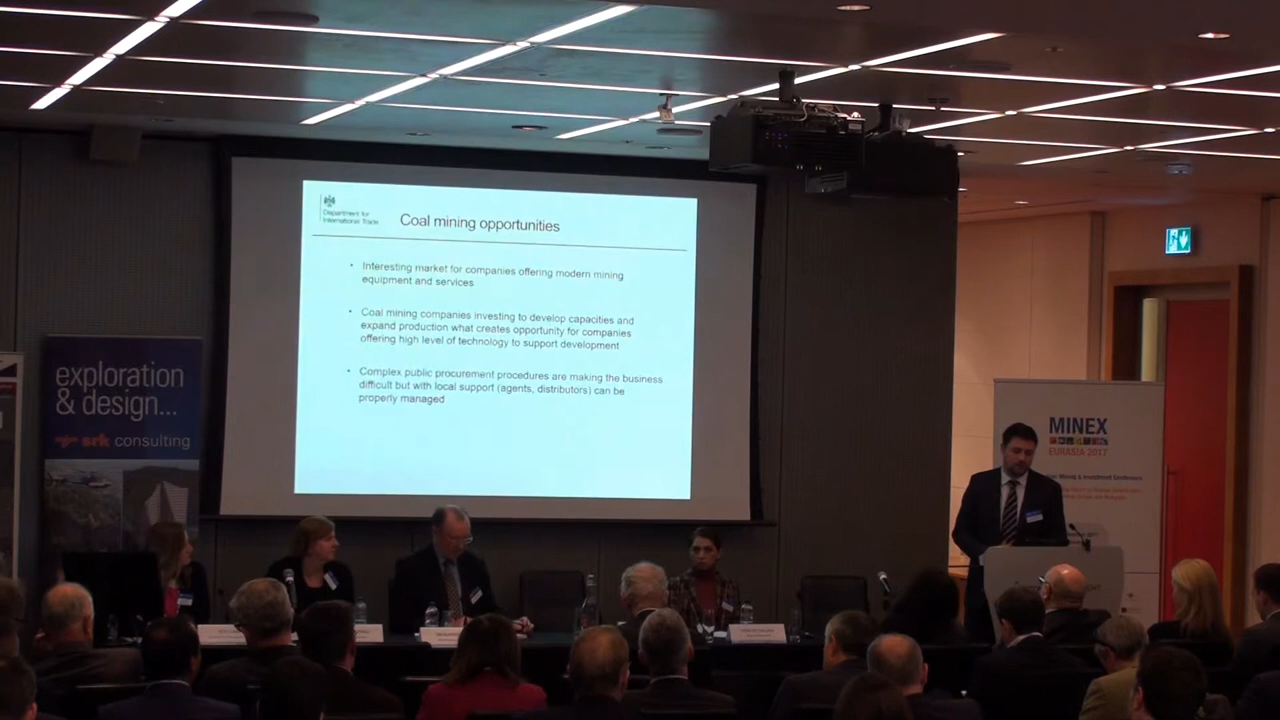 Department for
International Trade
Coal mining opportunities
• Interesting market for companies offering modern mining
equipment and services
• Coal mining companies investing to develop capacities and
expand production what creates opportunity for companies
offering high level of technology to support development
• Complex public procurement procedures are making the business
difficult but with local support (agents, distributors) can be
properly managed
exploration
& design...
srk consulting
MINEX
EURASIA 2017
Mining & Investment Conference